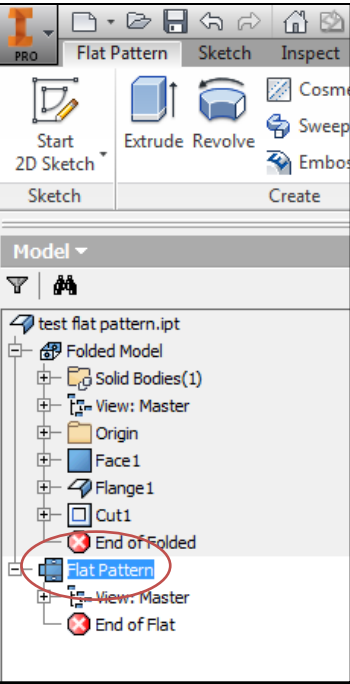 PRO
Flat Pattern Sketch Inspect
Start
2D Sketch
Extrude Revolve
Cosme
Sweep
Embos
Sketch Create
Model
test flat pattern.ipt
Folded Model
Solid Bodies(1)
View: Master
Origin
Face1
Flange1
Cut1
End of Folded
Flat Pattern
View: Master
End of Flat